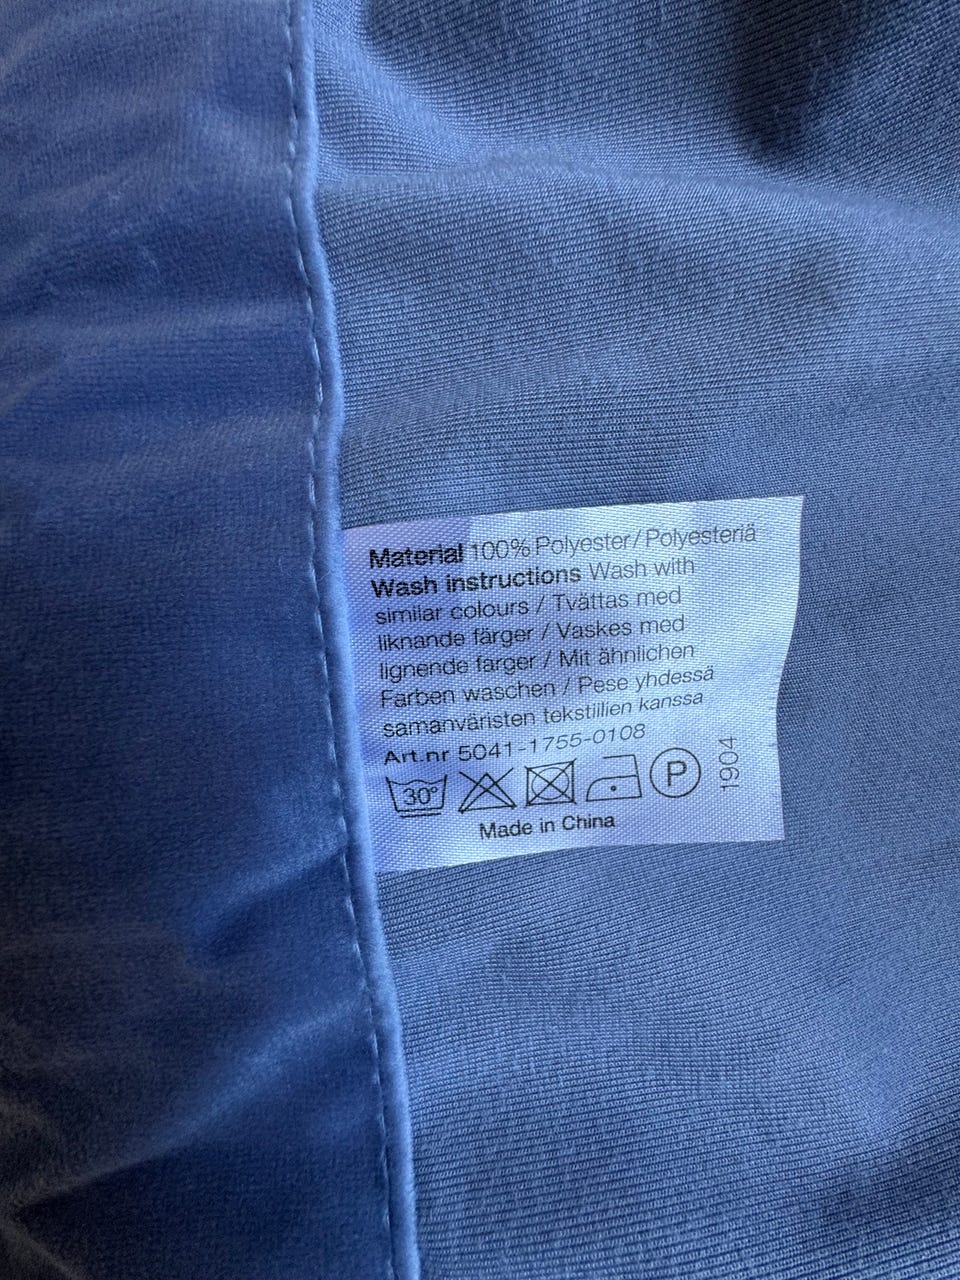 Material 100% Polyester / Polyesteriä
Wash instructions Wash with
similar colours / Tvättas med
liknande färger / Vaskes med
lignende farger / Mit ähnlichen
Farben waschen / Pese yhdessä
samanväristen tekstiilien kanssa
Art.nr 5041-1755-0108
30° P
1904
Made in China